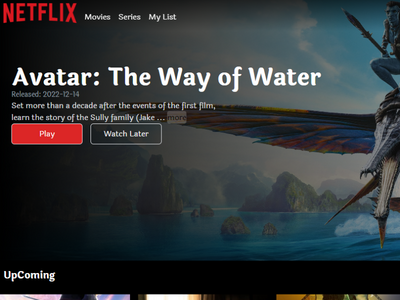 NETFLIX Movies Series My List
Avatar: The Way of Water
Released: 2022-12-14
Set more than a decade after the events of the first film,
learn the story of the Sully family (Jake ... more
Play Watch Later
UpComing